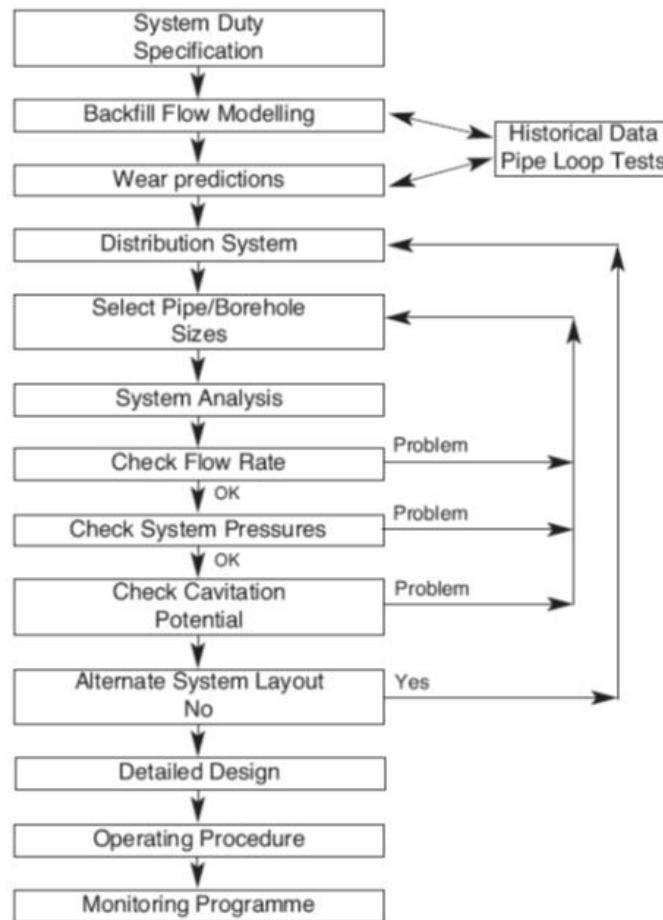 System Duty
Specification
Backfill Flow Modelling
Historical Data
Pipe Loop Tests
Wear predictions
Distribution System
Select Pipe/Borehole
Sizes
System Analysis
Check Flow Rate
Problem
OK
Check System Pressures
Problem
OK
Check Cavitation
Potential
Problem
Alternate System Layout
No
Yes
Detailed Design
Operating Procedure
Monitoring Programme